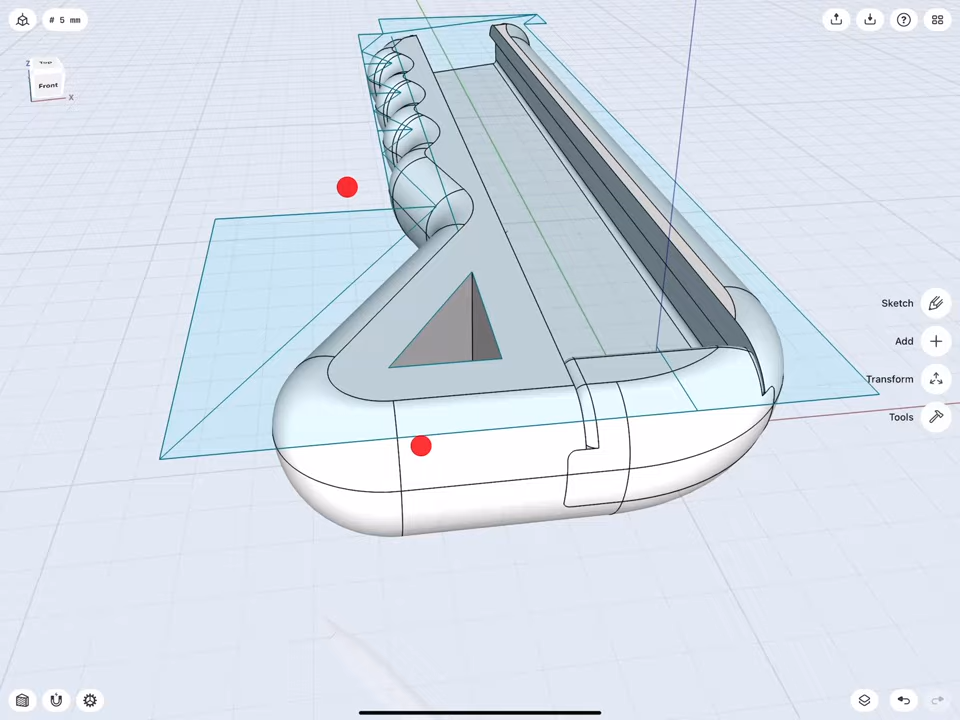 # 5 mm
Top
Z
Front
X
Sketch
Add
Transform
Tools